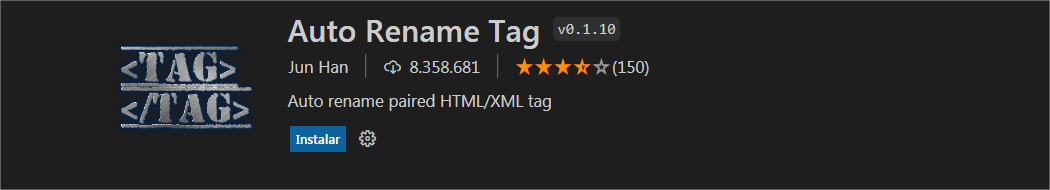 Auto Rename Tag v0.1.10
<TAG>
</TAG>
Jun Han 8.358.681 (150)
Auto rename paired HTML/XML tag
Instalar